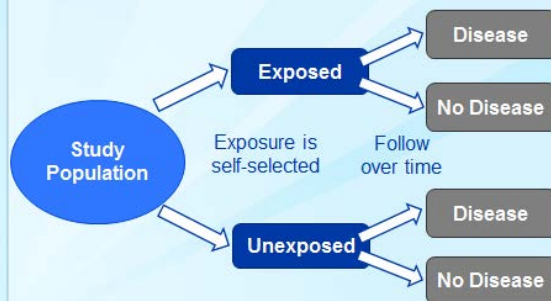 Disease
Exposed
No Disease
Study
Population
Exposure is
self-selected
Follow
over time
Disease
Unexposed
No Disease